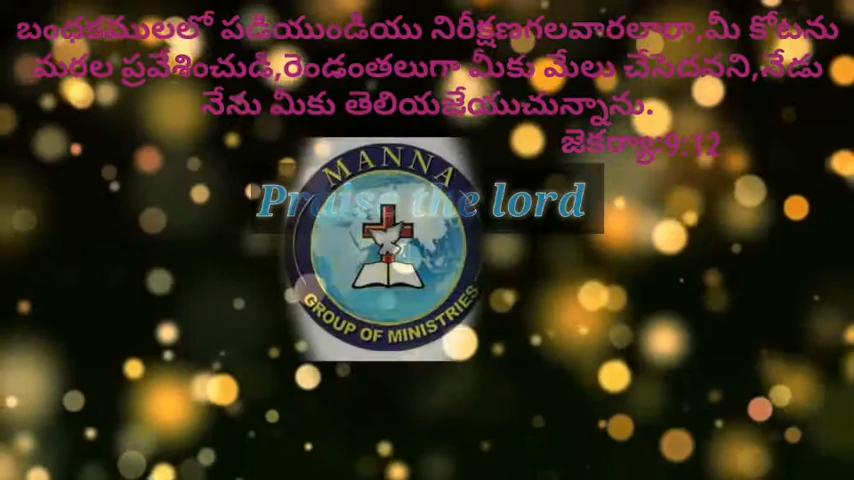 బంధకములలో పడియుండియు నిరీక్షణగలవారలారా,మీ కోటను
మరల ప్రవేశించుడి,రెండంతలుగా మీకు మేలు చేసెదనని,నేడు
నేను మీకు తెలియజేయుచున్నాను.
జెకర్యా:9:12
MANNA
Praise the lord
GROUP OF MINISTRIES